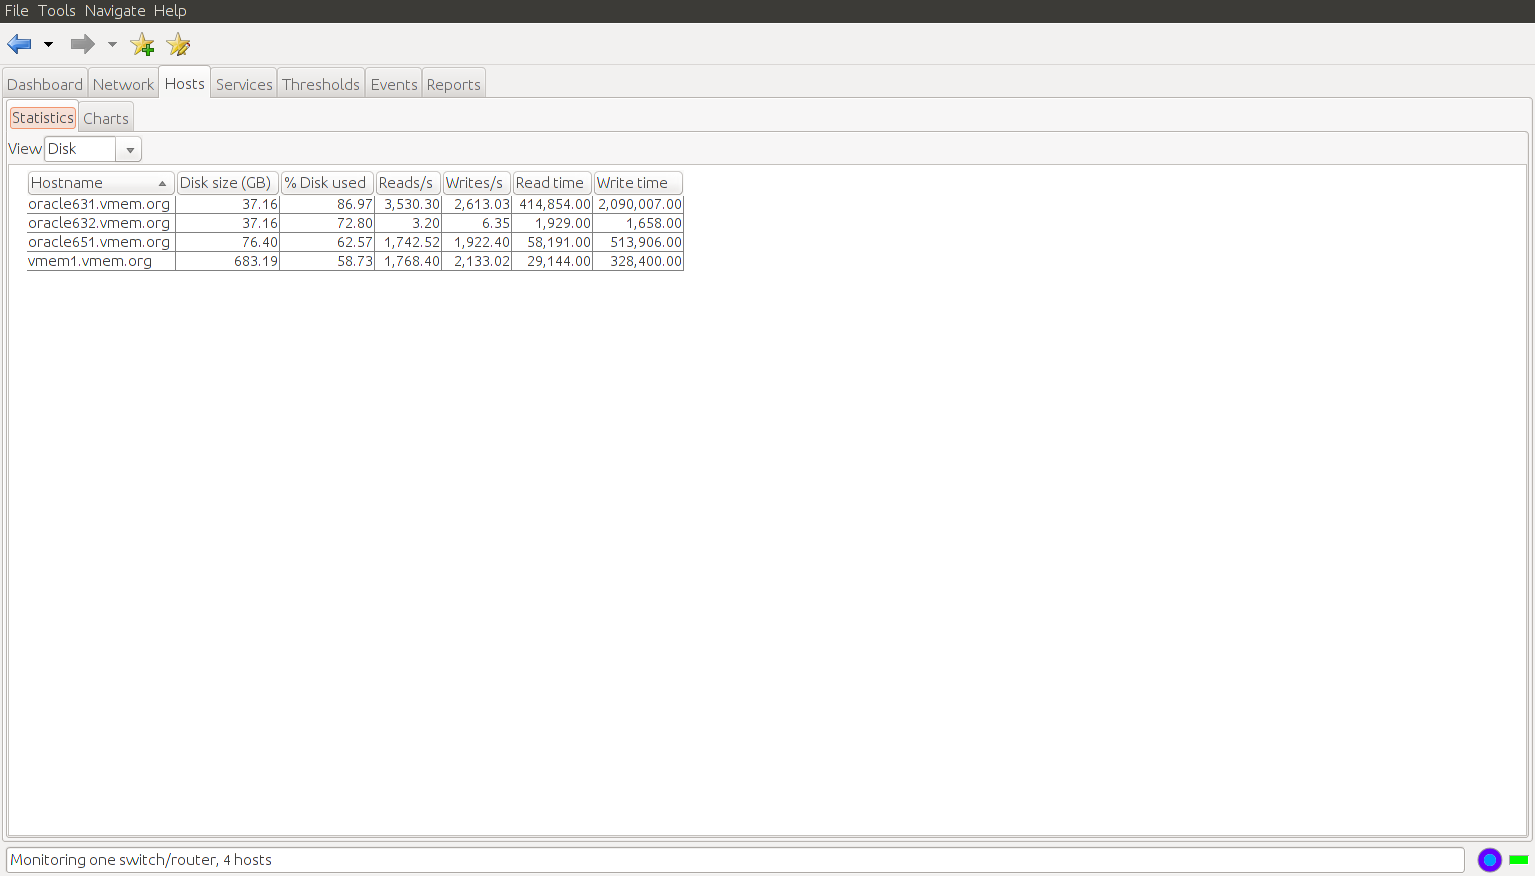 File Tools Navigate Help
Dashboard Network Hosts Services Thresholds Events Reports
Statistics Charts
View Disk
Hostname Disk size (GB) % Disk used Reads/s Writes/s Read time Write time
oracle631.vmem.org 37.16 86.97 3,530.30 2,613.03 414,854.00 2,090,007.00
oracle632.vmem.org 37.16 72.80 3.20 6.35 1,929.00 1,658.00
oracle651.vmem.org 76.40 62.57 1,742.52 1,922.40 58,191.00 513,906.00
vmem1.vmem.org 683.19 58.73 1,768.40 2,133.02 29,144.00 328,400.00
Monitoring one switch/router, 4 hosts